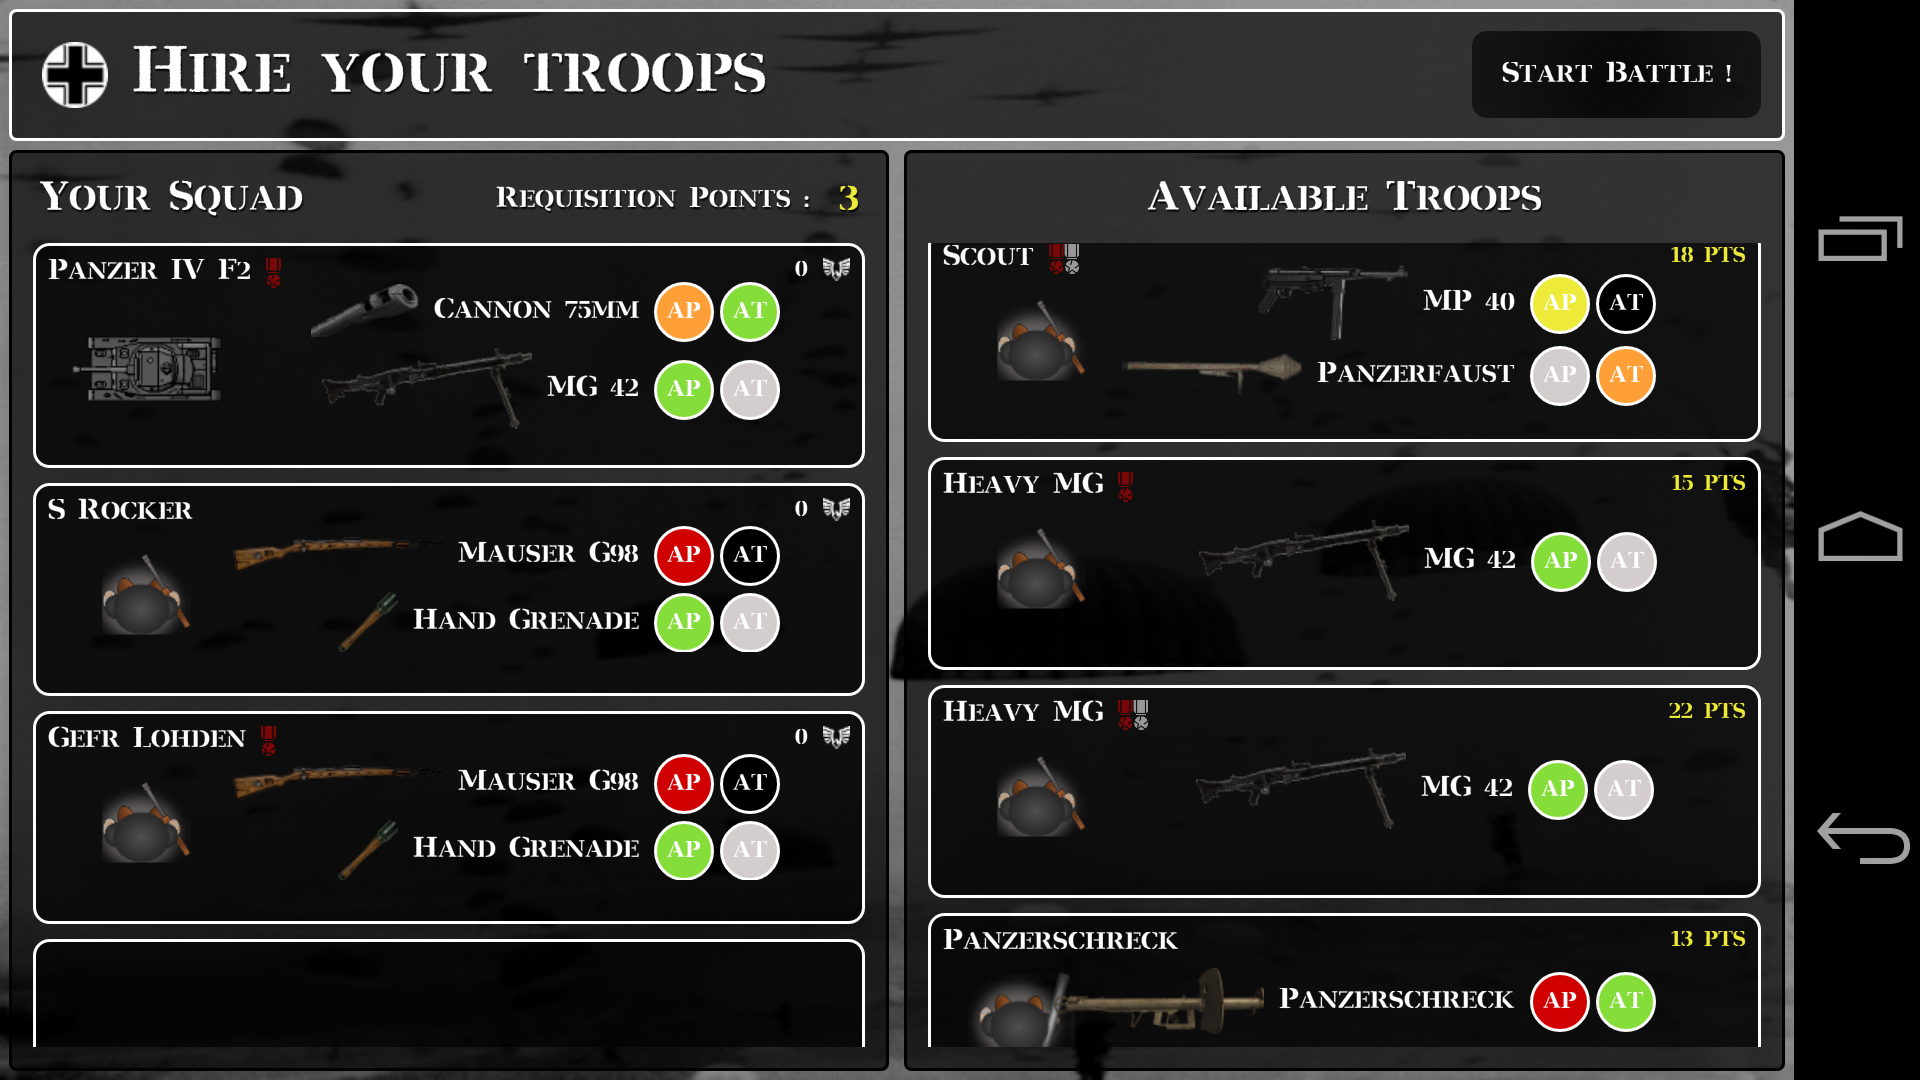 Hire your troops
Start Battle !
Your Squad
Requisition Points : 3
Panzer IV F2
0
Cannon 75mm AP AT
MG 42 AP AT
S Rocker
0
Mauser G98 AP AT
Hand Grenade AP AT
Gefr Lohden
0
Mauser G98 AP AT
Hand Grenade AP AT
Available Troops
Scout
18 pts
MP 40 AP AT
Panzerfaust AP AT
Heavy MG
15 pts
MG 42 AP AT
Heavy MG
22 pts
MG 42 AP AT
Panzerschreck
13 pts
Panzerschreck AP AT